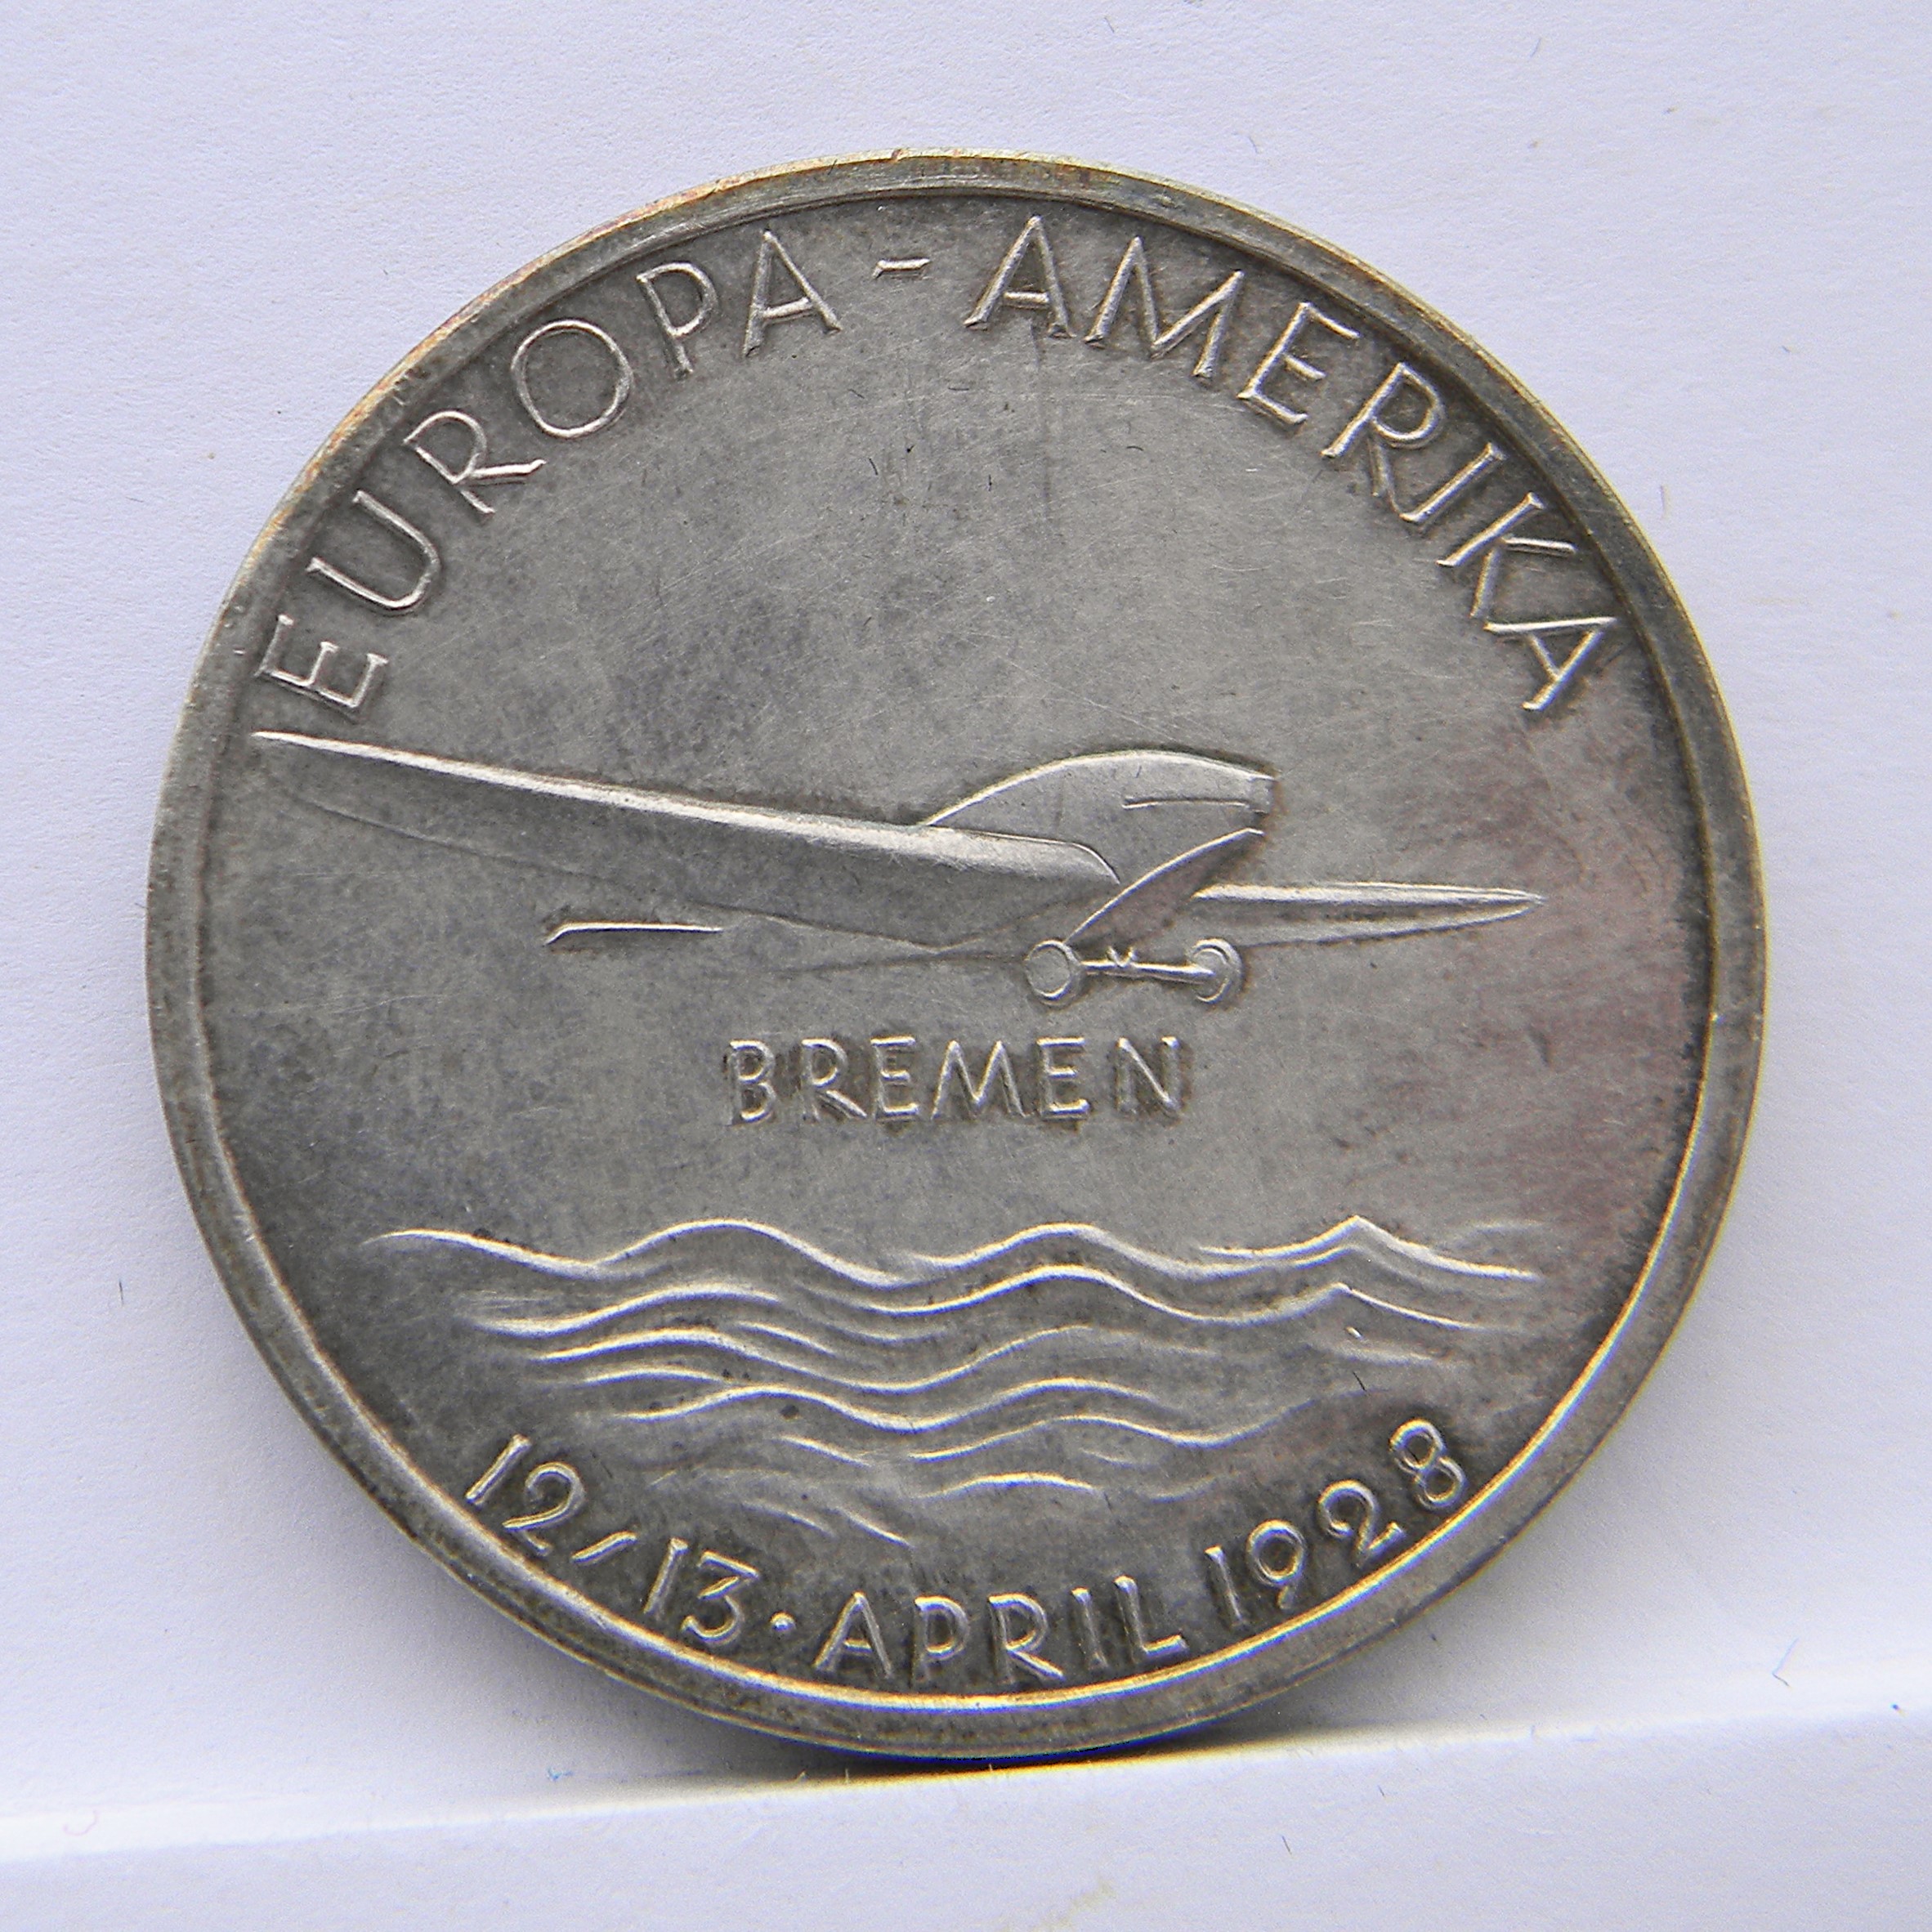 EUROPA - AMERIKA
BREMEN
12/13. APRIL 1928